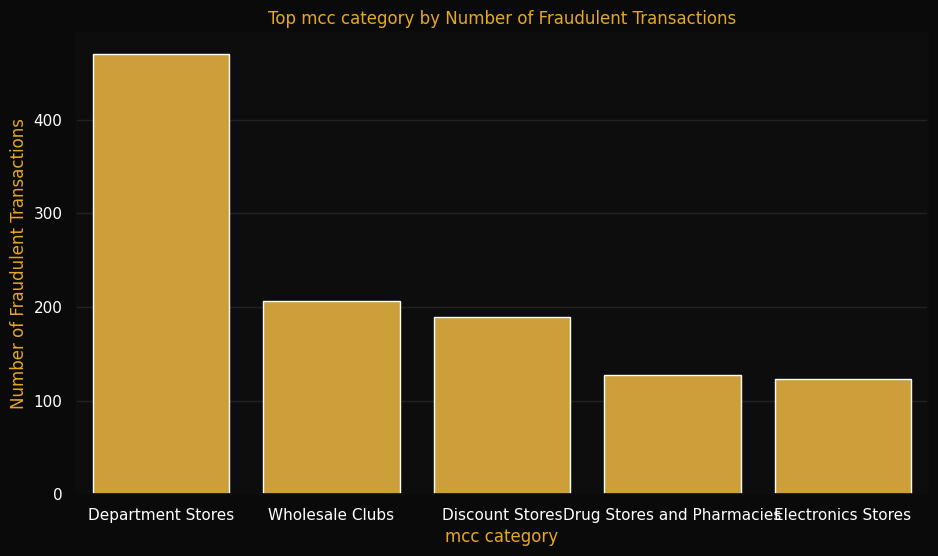 Top mcc category by Number of Fraudulent Transactions
Number of Fraudulent Transactions
400
300
200
100
0
Department Stores Wholesale Clubs Discount Stores Drug Stores and Pharmacies Electronics Stores
mcc category